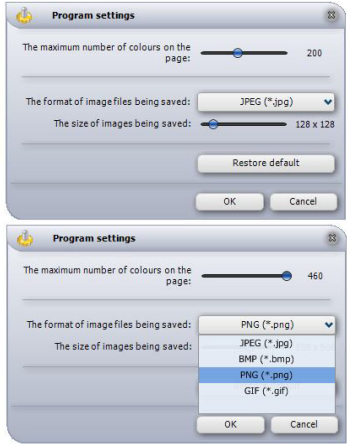 Program settings
The maximum number of colours on the
page:
200
The format of image files being saved:
JPEG (*.jpg)
The size of images being saved:
128 x 128
Restore default
OK
Cancel
Program settings
The maximum number of colours on the
page:
460
The format of image files being saved:
PNG (*.png)
The size of images being saved:
JPEG (*.jpg)
BMP (*.bmp)
PNG (*.png)
GIF (*.gif)
OK
Cancel